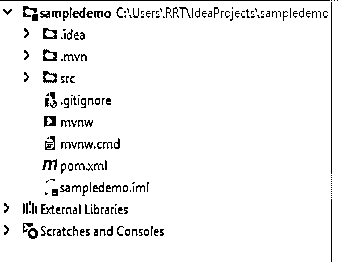 sampledemo C:\Users\RRT\IdeaProjects\sampledemo
.idea
.mvn
src
.gitignore
mvnw
mvnw.cmd
pom.xml
sampledemo.iml
External Libraries
Scratches and Consoles